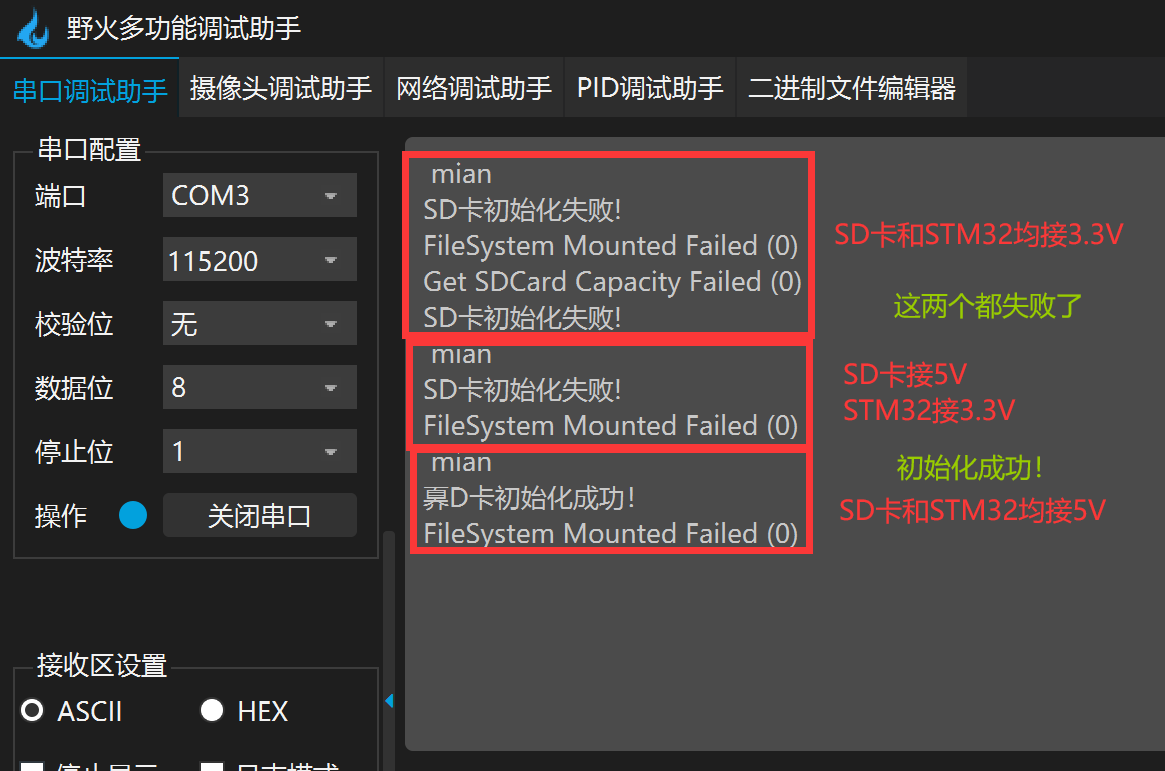 野火多功能调试助手
串口调试助手 摄像头调试助手 网络调试助手 PID调试助手 二进制文件编辑器
串口配置
端口 COM3
波特率 115200
校验位 无
数据位 8
停止位 1
操作 关闭串口
接收区设置
ASCII HEX
停止显示 日志模式
mian
SD卡初始化失败!
FileSystem Mounted Failed (0)
Get SDCard Capacity Failed (0)
SD卡初始化失败!
mian
SD卡初始化失败!
FileSystem Mounted Failed (0)
mian
D卡初始化成功!
FileSystem Mounted Failed (0)
SD卡和STM32均接3.3V
这两个都失败了
SD卡接5V
STM32接3.3V
初始化成功!
SD卡和STM32均接5V